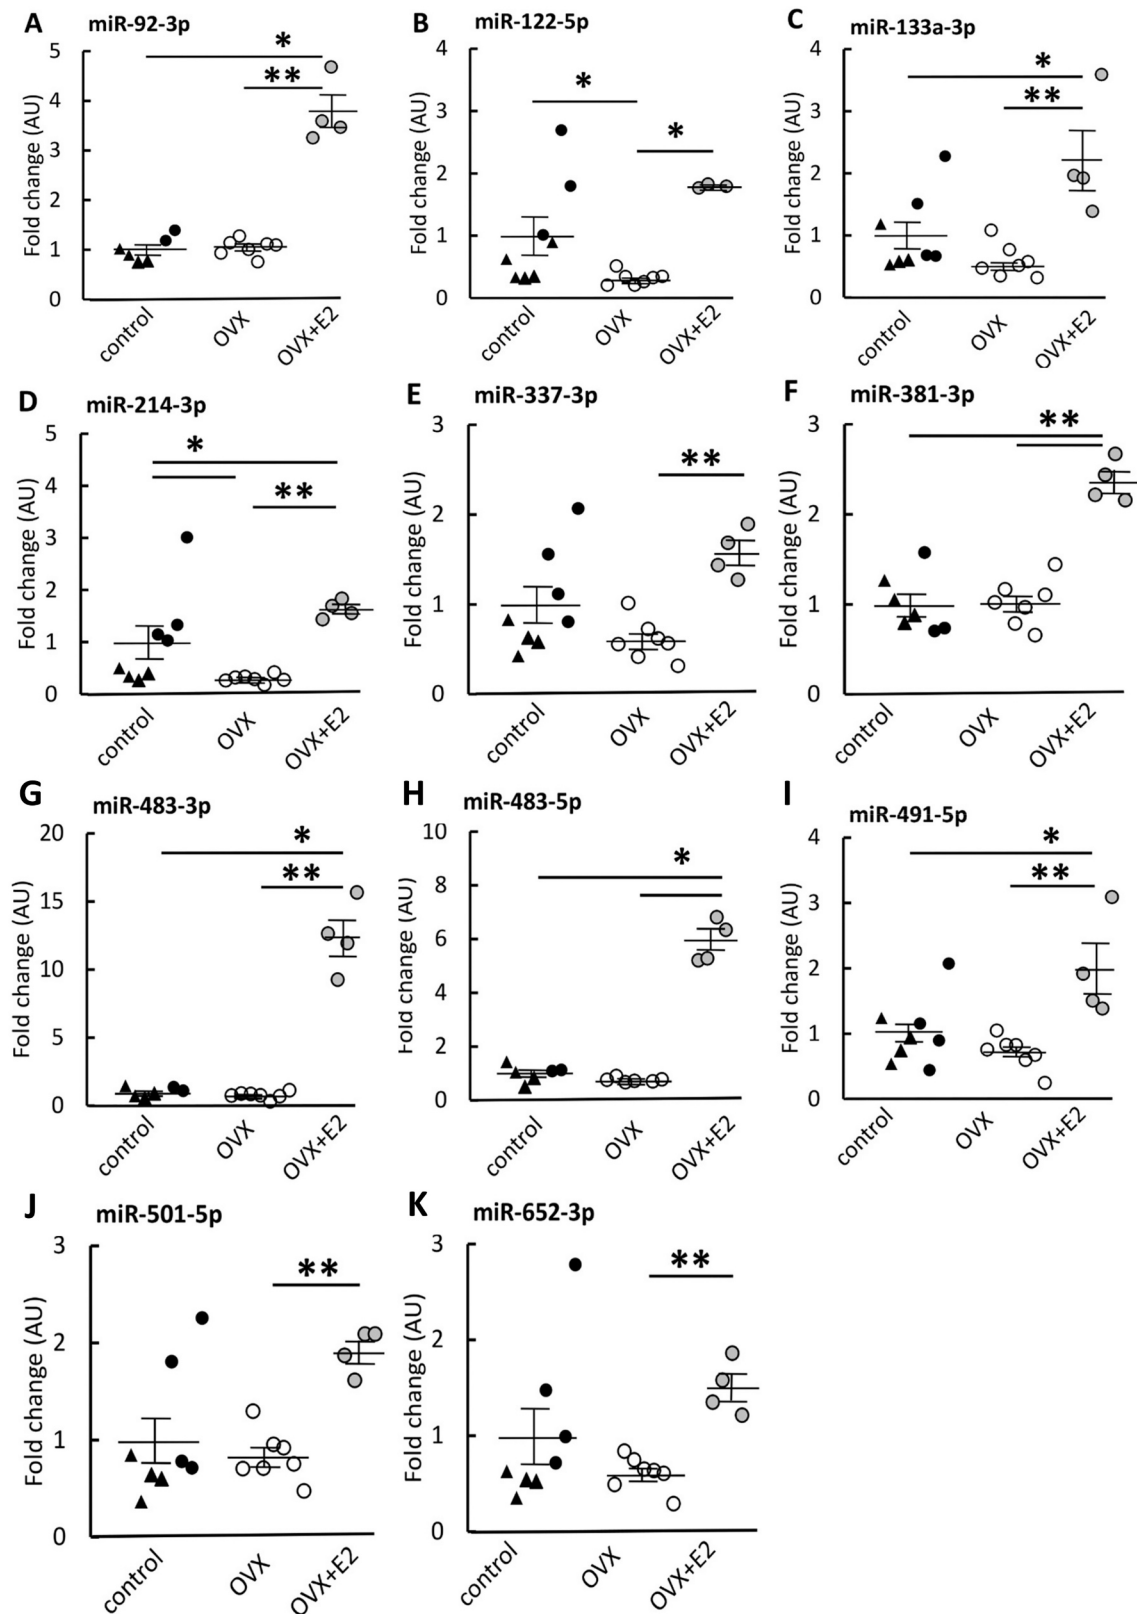 A miR-92-3p
Fold change (AU)
5
4
3
2
1
0
*
**
control
OVX
OVX+E2
B miR-122-5p
Fold change (AU)
4
3
2
1
0
*
*
control
OVX
OVX+E2
C miR-133a-3p
Fold change (AU)
4
3
2
1
0
*
**
control
OVX
OVX+E2
D miR-214-3p
Fold change (AU)
5
4
3
2
1
0
*
**
control
OVX
OVX+E2
E miR-337-3p
Fold change (AU)
3
2
1
0
**
control
OVX
OVX+E2
F miR-381-3p
Fold change (AU)
3
2
1
0
**
control
OVX
OVX+E2
G miR-483-3p
Fold change (AU)
20
15
10
5
0
*
**
control
OVX
OVX+E2
H miR-483-5p
Fold change (AU)
10
8
6
4
2
0
*
control
OVX
OVX+E2
I miR-491-5p
Fold change (AU)
4
3
2
1
0
*
**
control
OVX
OVX+E2
J miR-501-5p
Fold change (AU)
3
2
1
0
**
control
OVX
OVX+E2
K miR-652-3p
Fold change (AU)
3
2
1
0
**
control
OVX
OVX+E2